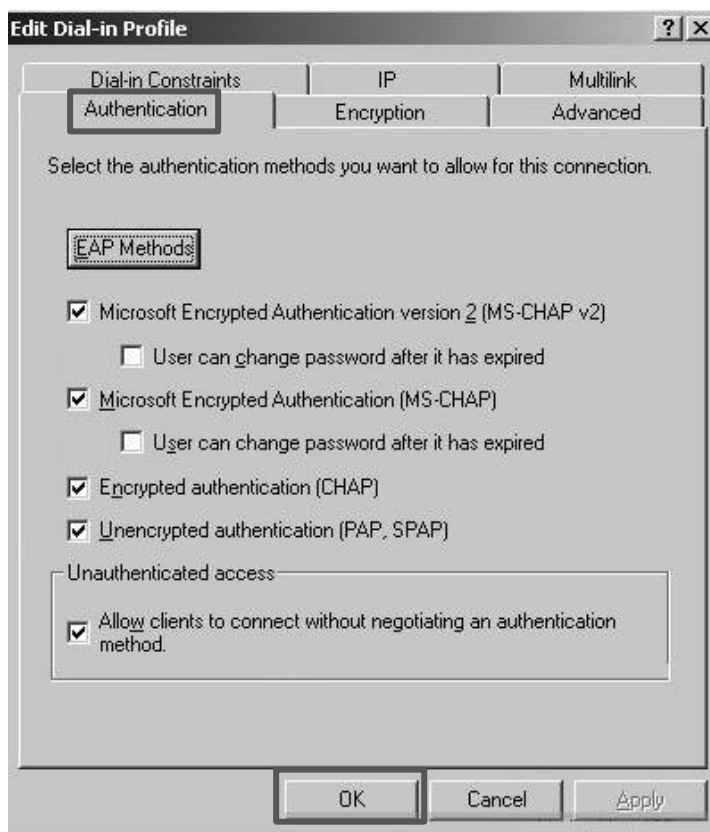 Edit Dial-in Profile
Dial-in Constraints IP Multilink
Authentication Encryption Advanced
Select the authentication methods you want to allow for this connection.
EAP Methods
Microsoft Encrypted Authentication version 2 (MS-CHAP v2)
User can change password after it has expired
Microsoft Encrypted Authentication (MS-CHAP)
User can change password after it has expired
Encrypted authentication (CHAP)
Unencrypted authentication (PAP, SPAP)
Unauthenticated access
Allow clients to connect without negotiating an authentication
method.
OK Cancel Apply